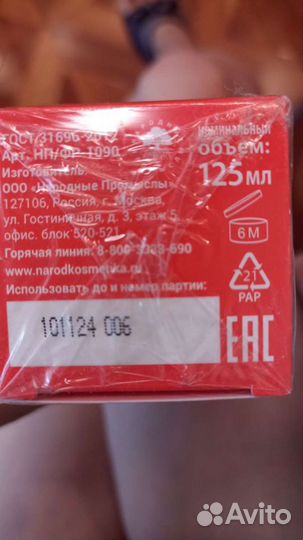 ГОСТ 31696-2012
Арт. НП/ФР-1090
Изготовитель:
ООО «Народные Промыслы»
127106, Россия, г. Москва,
ул. Гостиничная, д. 3, этаж 5,
офис. блок 520-521
Горячая линия: 8-800-3333-690
www.narodkosmetika.ru
Использовать до и номер партии:
101124 006
Номинальный
объем:
125 мл
6 M
21
PAP
EAC
Avito